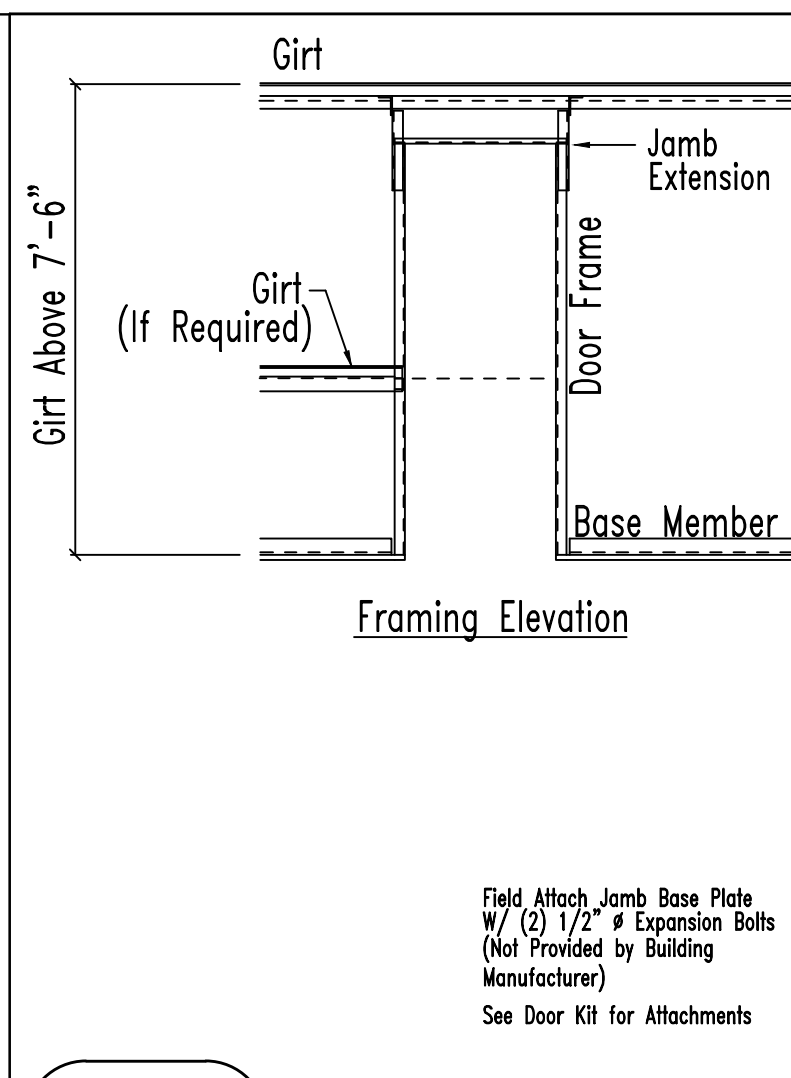 Girt
Jamb
Extension
Girt Above 7'-6"
Girt
(If Required)
Door Frame
Base Member
Framing Elevation
Field Attach Jamb Base Plate
W/ (2) 1/2" ø Expansion Bolts
(Not Provided by Building
Manufacturer)
See Door Kit for Attachments